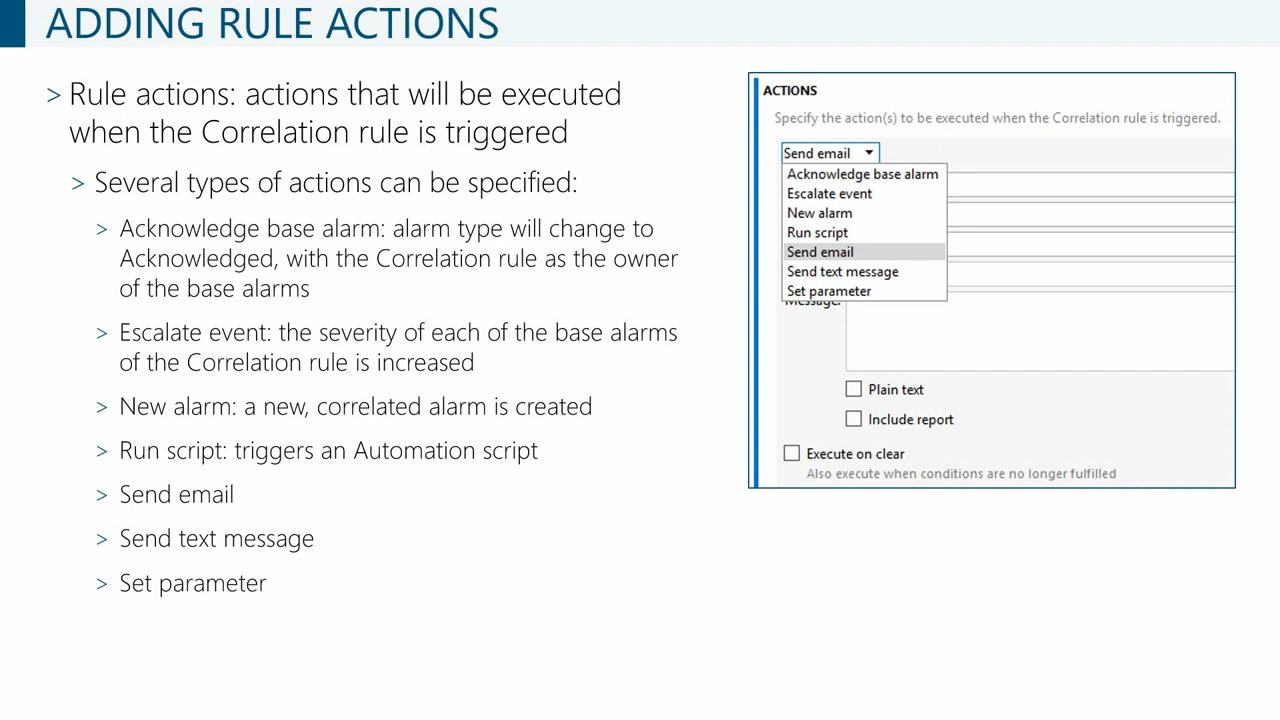 ADDING RULE ACTIONS
> Rule actions: actions that will be executed
when the Correlation rule is triggered
> Several types of actions can be specified:
> Acknowledge base alarm: alarm type will change to
Acknowledged, with the Correlation rule as the owner
of the base alarms
> Escalate event: the severity of each of the base alarms
of the Correlation rule is increased
> New alarm: a new, correlated alarm is created
> Run script: triggers an Automation script
> Send email
> Send text message
> Set parameter
ACTIONS
Specify the action(s) to be executed when the Correlation rule is triggered.
Send email
Acknowledge base alarm
Escalate event
New alarm
Run script
Send email
Send text message
Set parameter
Message:
Plain text
Include report
Execute on clear
Also execute when conditions are no longer fulfilled